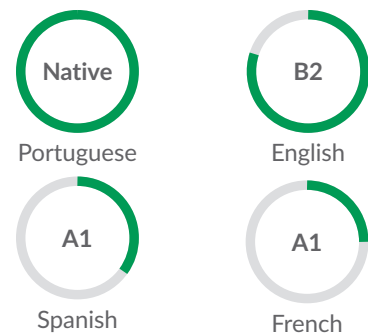 Native
Portuguese
B2
English
A1
Spanish
A1
French